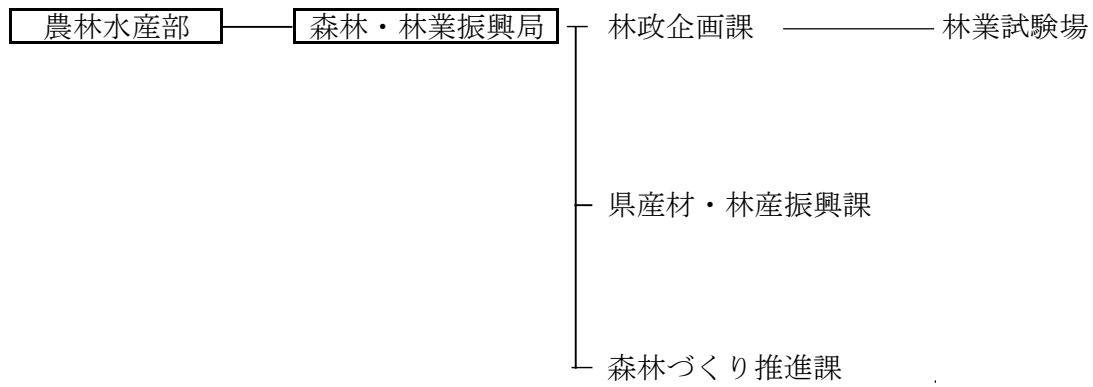 農林水産部 森林・林業振興局 林政企画課 林業試験場
県産材・林産振興課
森林づくり推進課